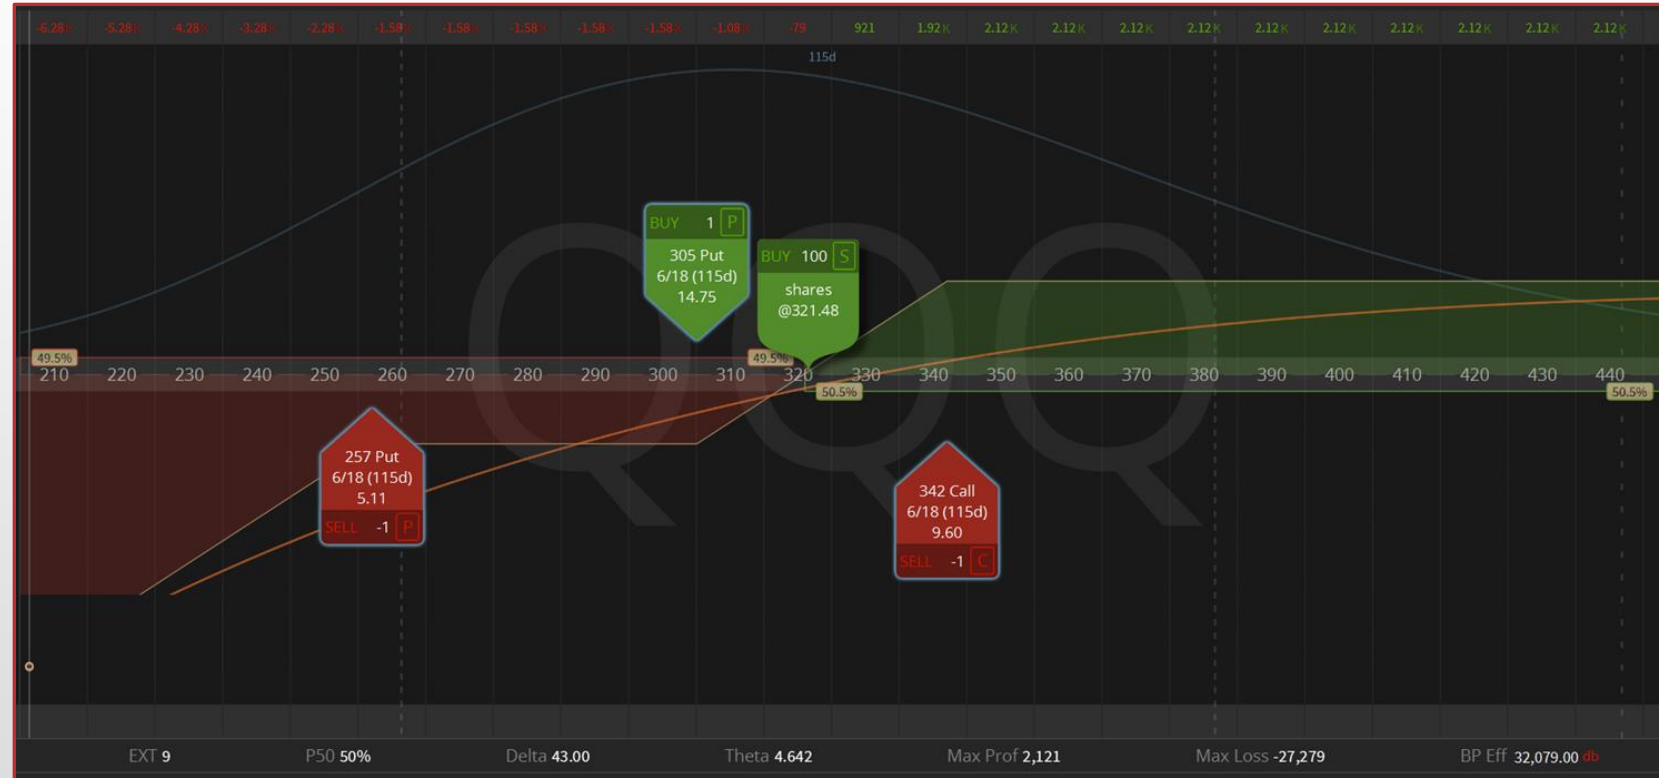 -6.28K -5.28K -4.28K -3.28K -2.28K -1.58K -1.58K -1.58K -1.58K -1.58K -1.08K -79 921 1.92K 2.12K 2.12K 2.12K 2.12K 2.12K 2.12K 2.12K 2.12K 2.12K 2.12K
115d
QQQ
BUY 1 P
305 Put
6/18 (115d)
14.75
BUY 100 S
shares
@321.48
49.5% 49.5%
210 220 230 240 250 260 270 280 290 300 310 320 330 340 350 360 370 380 390 400 410 420 430 440
50.5% 50.5%
257 Put
6/18 (115d)
5.11
SELL -1 P
342 Call
6/18 (115d)
9.60
SELL -1 C
EXT 9 P50 50% Delta 43.00 Theta 4.642 Max Prof 2,121 Max Loss -27,279 BP Eff 32,079.00 db